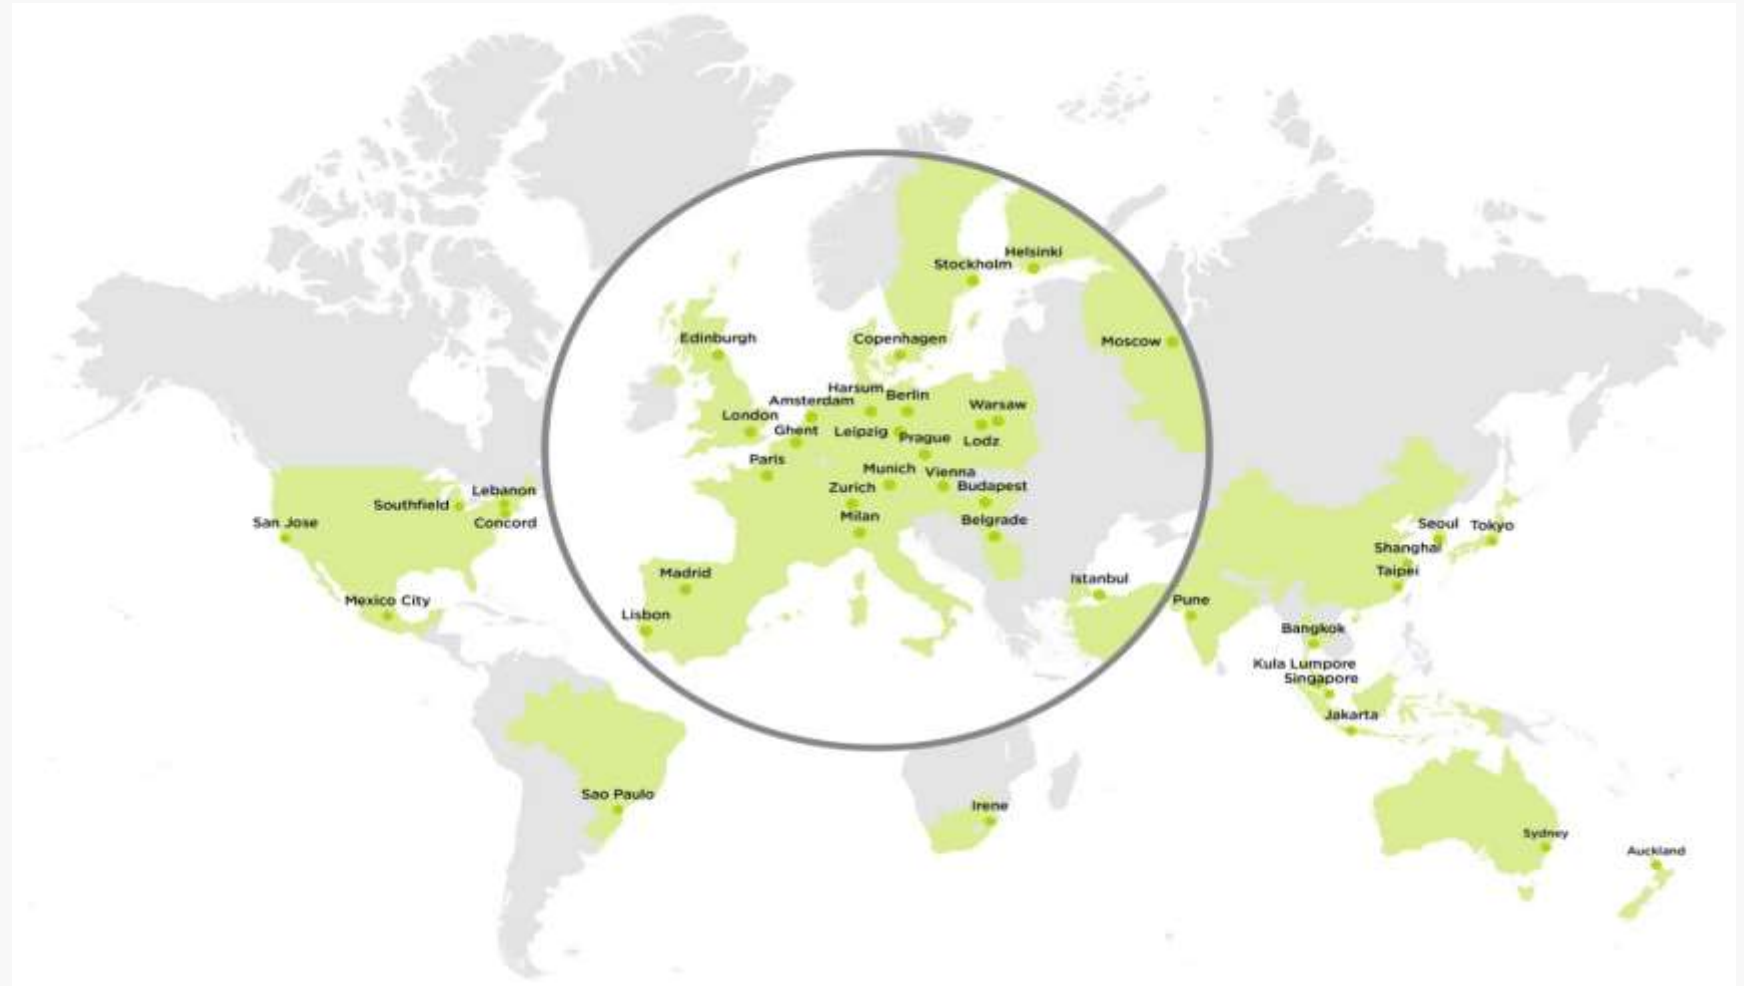 Helsinki
Stockholm
Edinburgh
Copenhagen
Moscow
Harsum
Berlin
Amsterdam
Warsaw
London
Ghent
Leipzig
Prague
Lodz
Paris
Munich
Vienna
Zurich
Budapest
Milan
Belgrade
Madrid
Istanbul
Lisbon
Lebanon
Southfield
San Jose
Concord
Mexico City
Sao Paulo
Irene
Seoul
Tokyo
Shanghai
Taipei
Pune
Bangkok
Kula Lumpore
Singapore
Jakarta
Sydney
Auckland